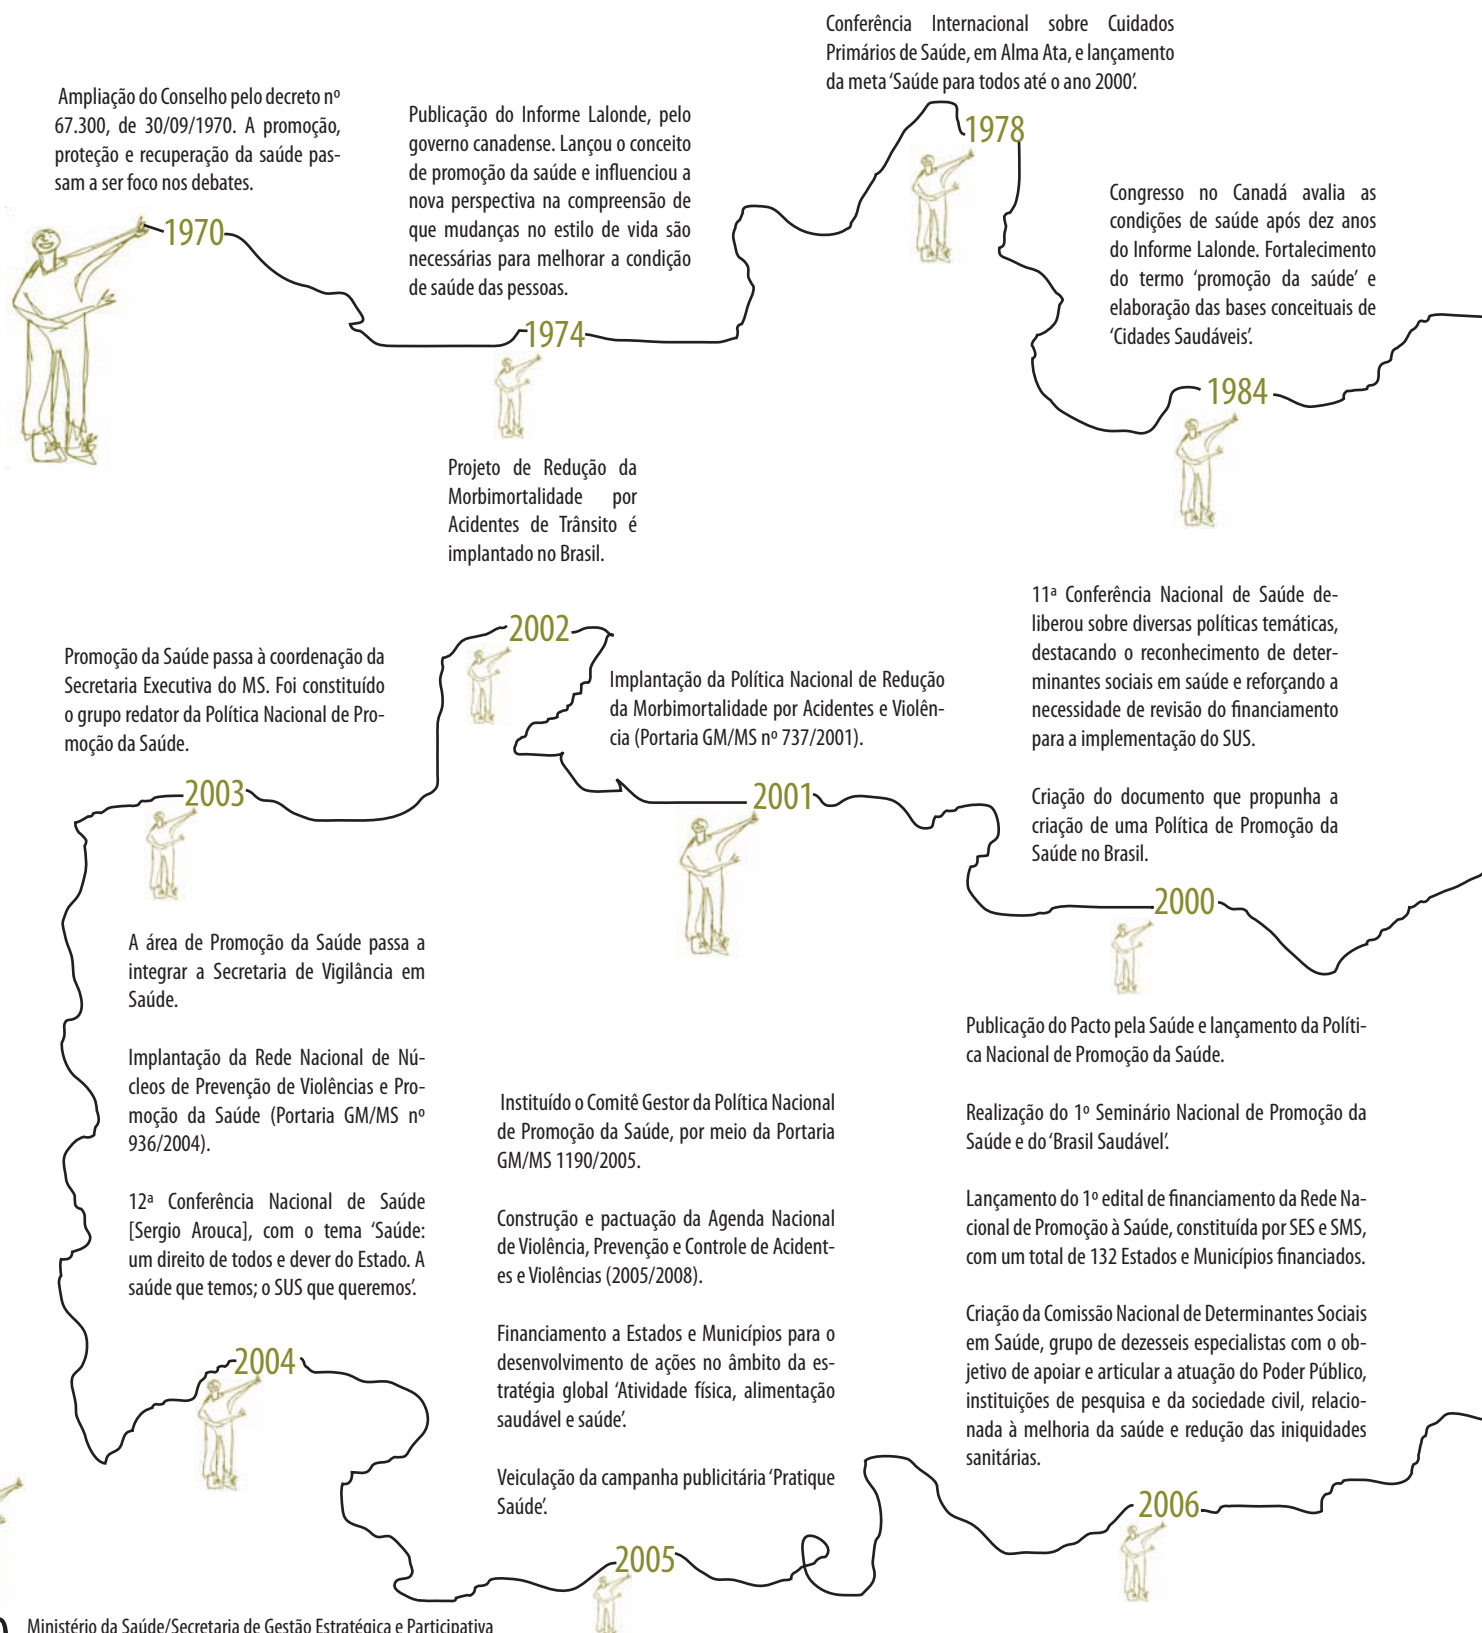 Ampliação do Conselho pelo decreto nº
67.300, de 30/09/1970. A promoção,
proteção e recuperação da saúde pas-
sam a ser foco nos debates.
1970
Publicação do Informe Lalonde, pelo
governo canadense. Lançou o conceito
de promoção da saúde e influenciou a
nova perspectiva na compreensão de
que mudanças no estilo de vida são
necessárias para melhorar a condição
de saúde das pessoas.
1974
Conferência Internacional sobre Cuidados
Primários de Saúde, em Alma Ata, e lançamento
da meta ‘Saúde para todos até o ano 2000’.
1978
Congresso no Canadá avalia as
condições de saúde após dez anos
do Informe Lalonde. Fortalecimento
do termo ‘promoção da saúde’ e
elaboração das bases conceituais de
‘Cidades Saudáveis’.
1984
11ª Conferência Nacional de Saúde de-
liberou sobre diversas políticas temáticas,
destacando o reconhecimento de deter-
minantes sociais em saúde e reforçando a
necessidade de revisão do financiamento
para a implementação do SUS.
Criação do documento que propunha a
criação de uma Política de Promoção da
Saúde no Brasil.
2000
Implantação da Política Nacional de Redução
da Morbimortalidade por Acidentes e Violên-
cia (Portaria GM/MS nº 737/2001).
2001
Projeto de Redução da
Morbimortalidade por
Acidentes de Trânsito é
implantado no Brasil.
2002
Promoção da Saúde passa à coordenação da
Secretaria Executiva do MS. Foi constituído
o grupo redator da Política Nacional de Pro-
moção da Saúde.
2003
A área de Promoção da Saúde passa a
integrar a Secretaria de Vigilância em
Saúde.
Implantação da Rede Nacional de Nú-
cleos de Prevenção de Violências e Pro-
moção da Saúde (Portaria GM/MS nº
936/2004).
12ª Conferência Nacional de Saúde
[Sergio Arouca], com o tema ‘Saúde:
um direito de todos e dever do Estado. A
saúde que temos; o SUS que queremos’.
2004
Instituído o Comitê Gestor da Política Nacional
de Promoção da Saúde, por meio da Portaria
GM/MS 1190/2005.
Construção e pactuação da Agenda Nacional
de Violência, Prevenção e Controle de Acident-
es e Violências (2005/2008).
Financiamento a Estados e Municípios para o
desenvolvimento de ações no âmbito da es-
tratégia global ‘Atividade física, alimentação
saudável e saúde’.
Veiculação da campanha publicitária ‘Pratique
Saúde’.
2005
Publicação do Pacto pela Saúde e lançamento da Políti-
ca Nacional de Promoção da Saúde.
Realização do 1º Seminário Nacional de Promoção da
Saúde e do ‘Brasil Saudável’.
Lançamento do 1º edital de financiamento da Rede Na-
cional de Promoção à Saúde, constituída por SES e SMS,
com um total de 132 Estados e Municípios financiados.
Criação da Comissão Nacional de Determinantes Sociais
em Saúde, grupo de dezesseis especialistas com o ob-
jetivo de apoiar e articular a atuação do Poder Público,
instituições de pesquisa e da sociedade civil, relacio-
nada à melhoria da saúde e redução das iniquidades
sanitárias.
2006
Ministério da Saúde/Secretaria de Gestão Estratégica e Participativa